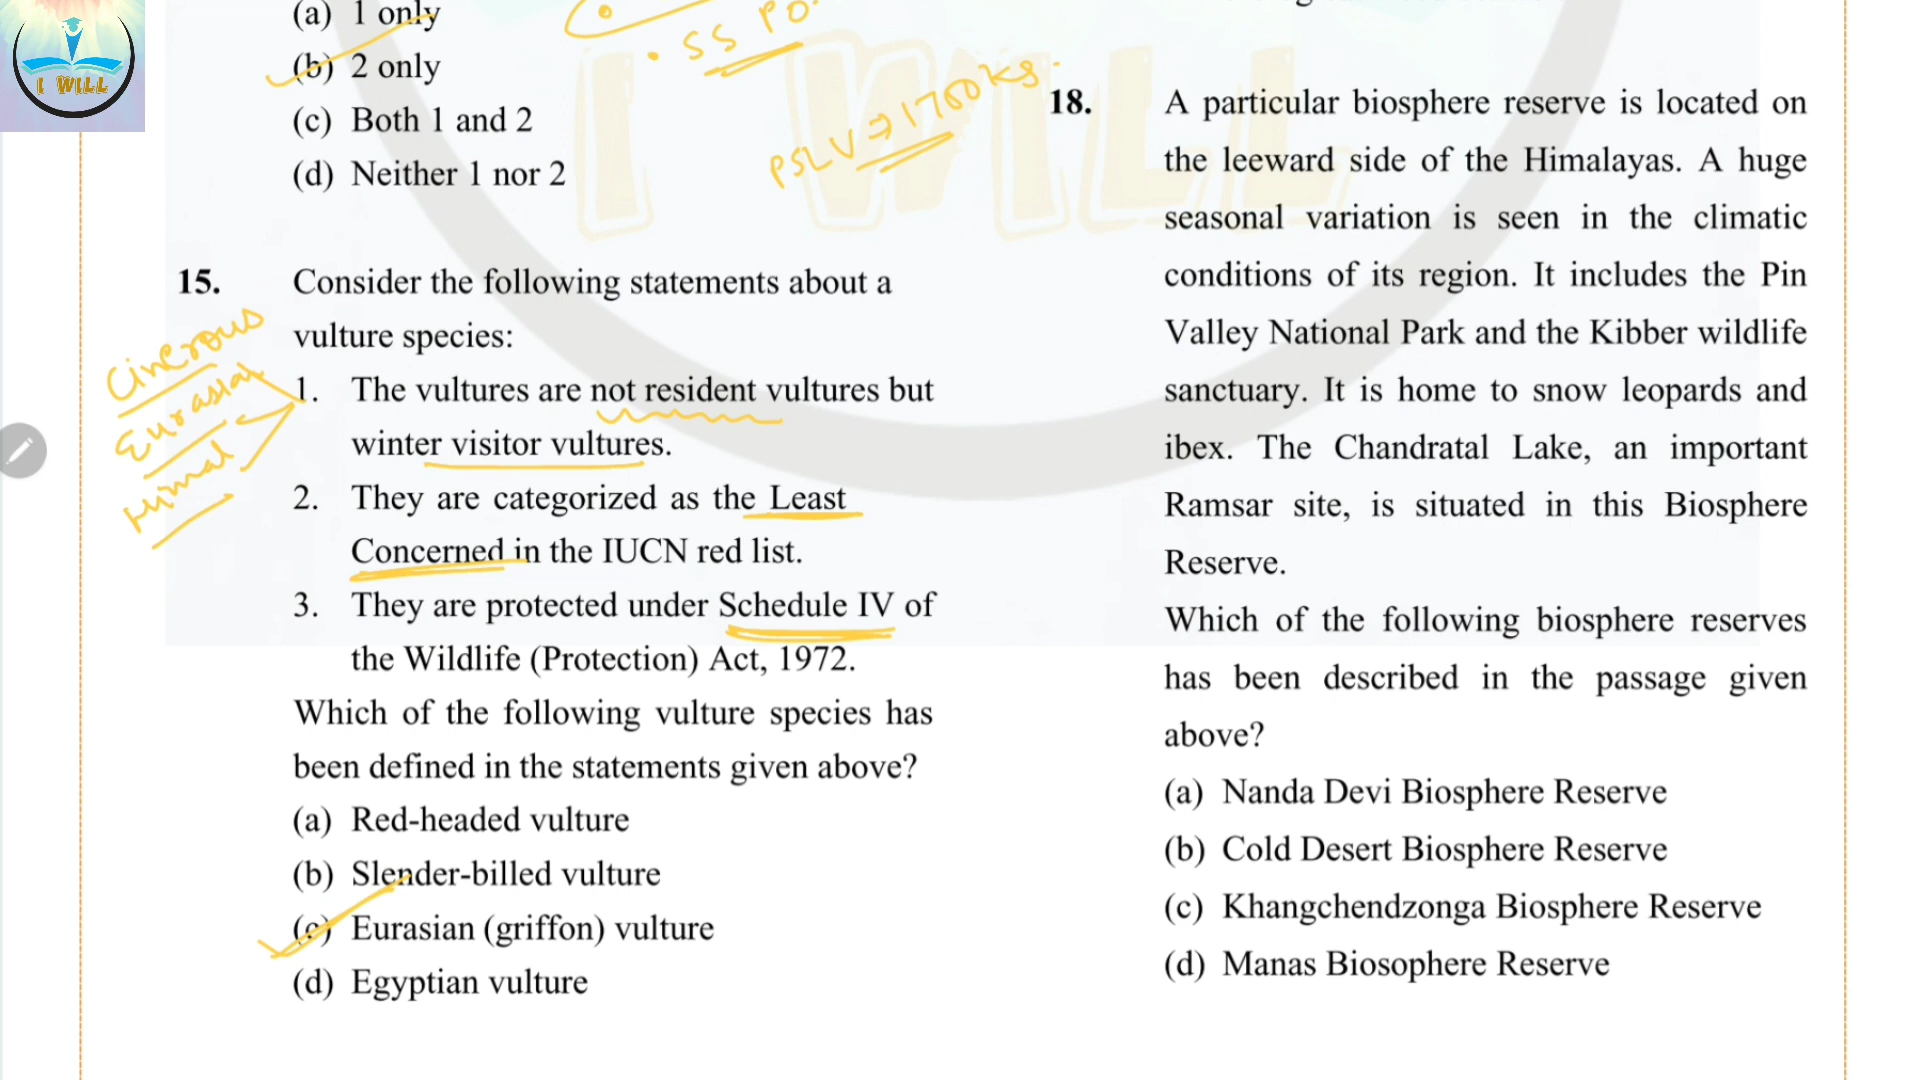 I WILL
(a) 1 only
(b) 2 only
(c) Both 1 and 2
(d) Neither 1 nor 2
SS PO
PSLV → 1750 kg.
I WILL
15. Consider the following statements about a
vulture species:
Cinerous
Eurasian
1. The vultures are not resident vultures but
winter visitor vultures.
2. They are categorized as the Least
Concerned in the IUCN red list.
3. They are protected under Schedule IV of
the Wildlife (Protection) Act, 1972.
Which of the following vulture species has
been defined in the statements given above?
(a) Red-headed vulture
(b) Slender-billed vulture
(c) Eurasian (griffon) vulture
(d) Egyptian vulture
18. A particular biosphere reserve is located on
the leeward side of the Himalayas. A huge
seasonal variation is seen in the climatic
conditions of its region. It includes the Pin
Valley National Park and the Kibber wildlife
sanctuary. It is home to snow leopards and
ibex. The Chandratal Lake, an important
Ramsar site, is situated in this Biosphere
Reserve.
Which of the following biosphere reserves
has been described in the passage given
above?
(a) Nanda Devi Biosphere Reserve
(b) Cold Desert Biosphere Reserve
(c) Khangchendzonga Biosphere Reserve
(d) Manas Biosophere Reserve